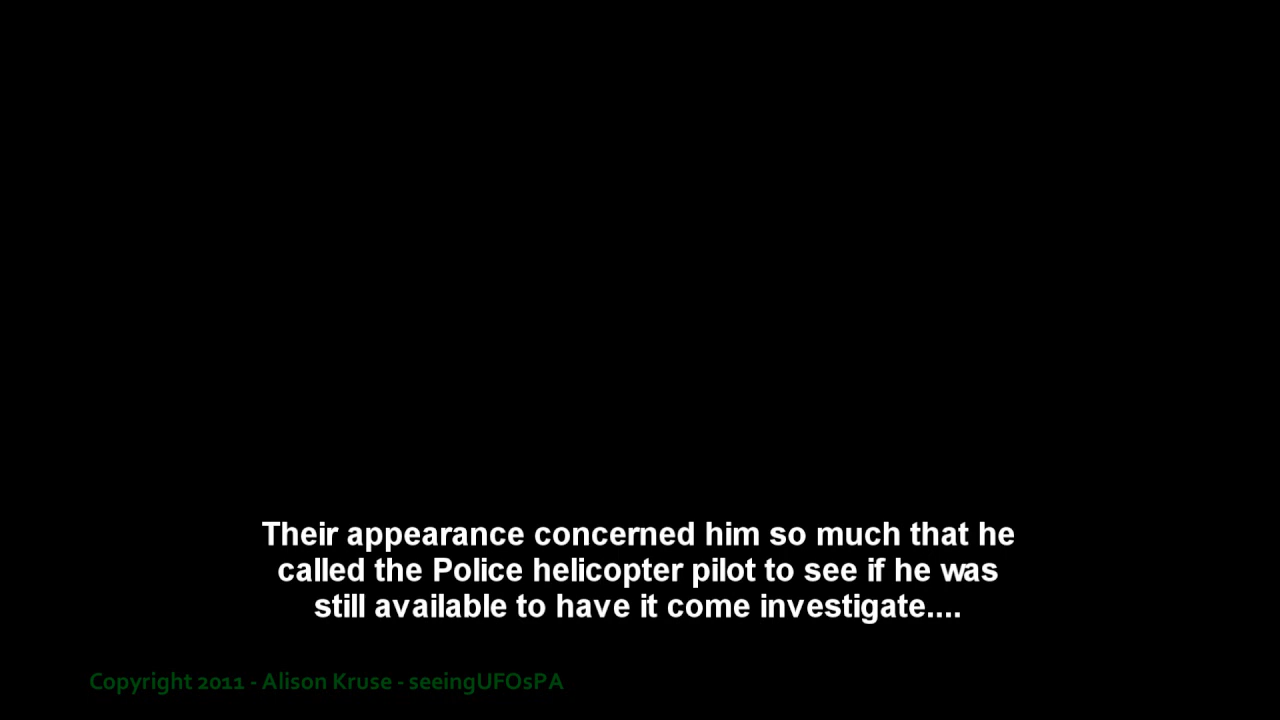 Their appearance concerned him so much that he
called the Police helicopter pilot to see if he was
still available to have it come investigate....
Copyright 2011 - Alison Kruse - seeingUFOsPA